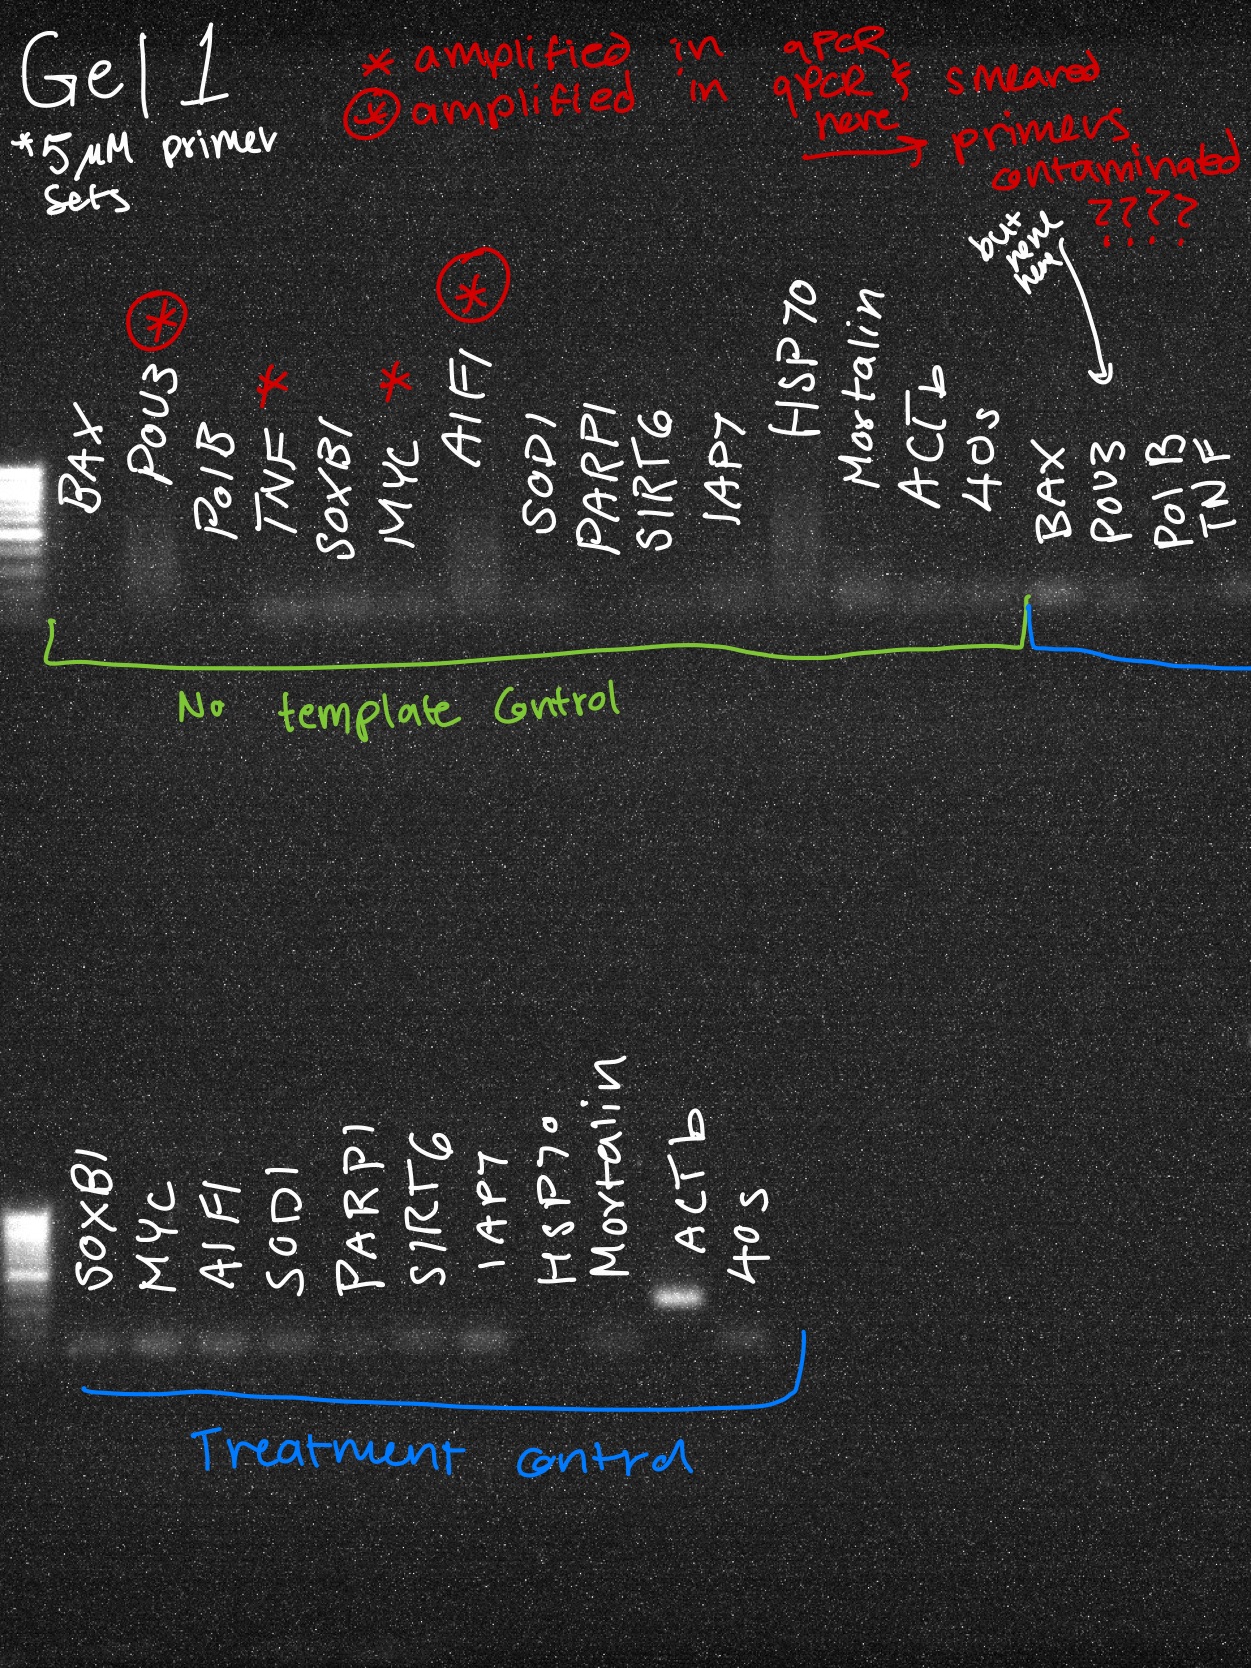 Gel 1
*5 μM primer
sets
* amplified in qPCR
⊛ amplified in qPCR & smeared
here → primers
contaminated
????
but
none
here
⊛
⊛
*
*
BAX
POU3
PolB
TNF
SOXB1
MYC
AIF1
SOD1
PARP1
SIRT6
IAP7
HSP70
Mortalin
ACTb
40s
BAX
POU3
Pol B
TNF
No template Control
SOXB1
MYC
AIF1
SOD1
PARP1
SIRT6
IAP7
HSP70
Mortalin
ACTb
40s
Treatment control